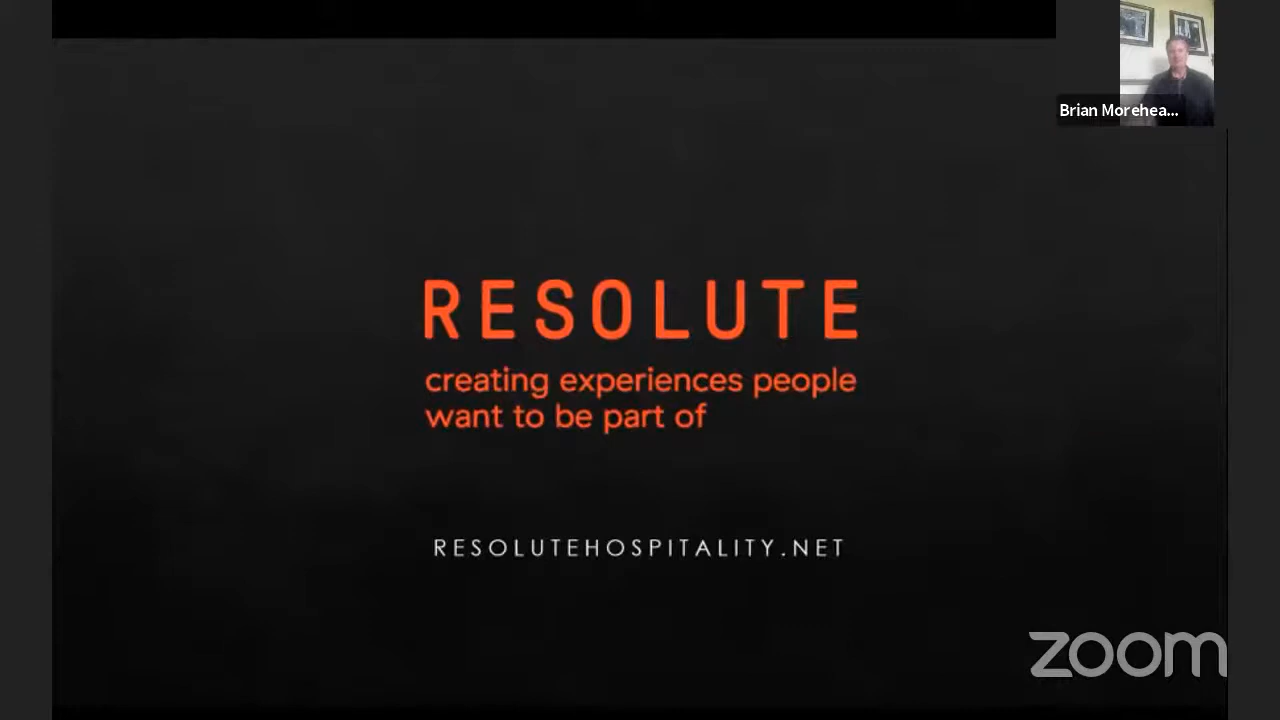 Brian Morehea...
RESOLUTE
creating experiences people
want to be part of
RESOLUTEHOSPITALITY.NET
zoom